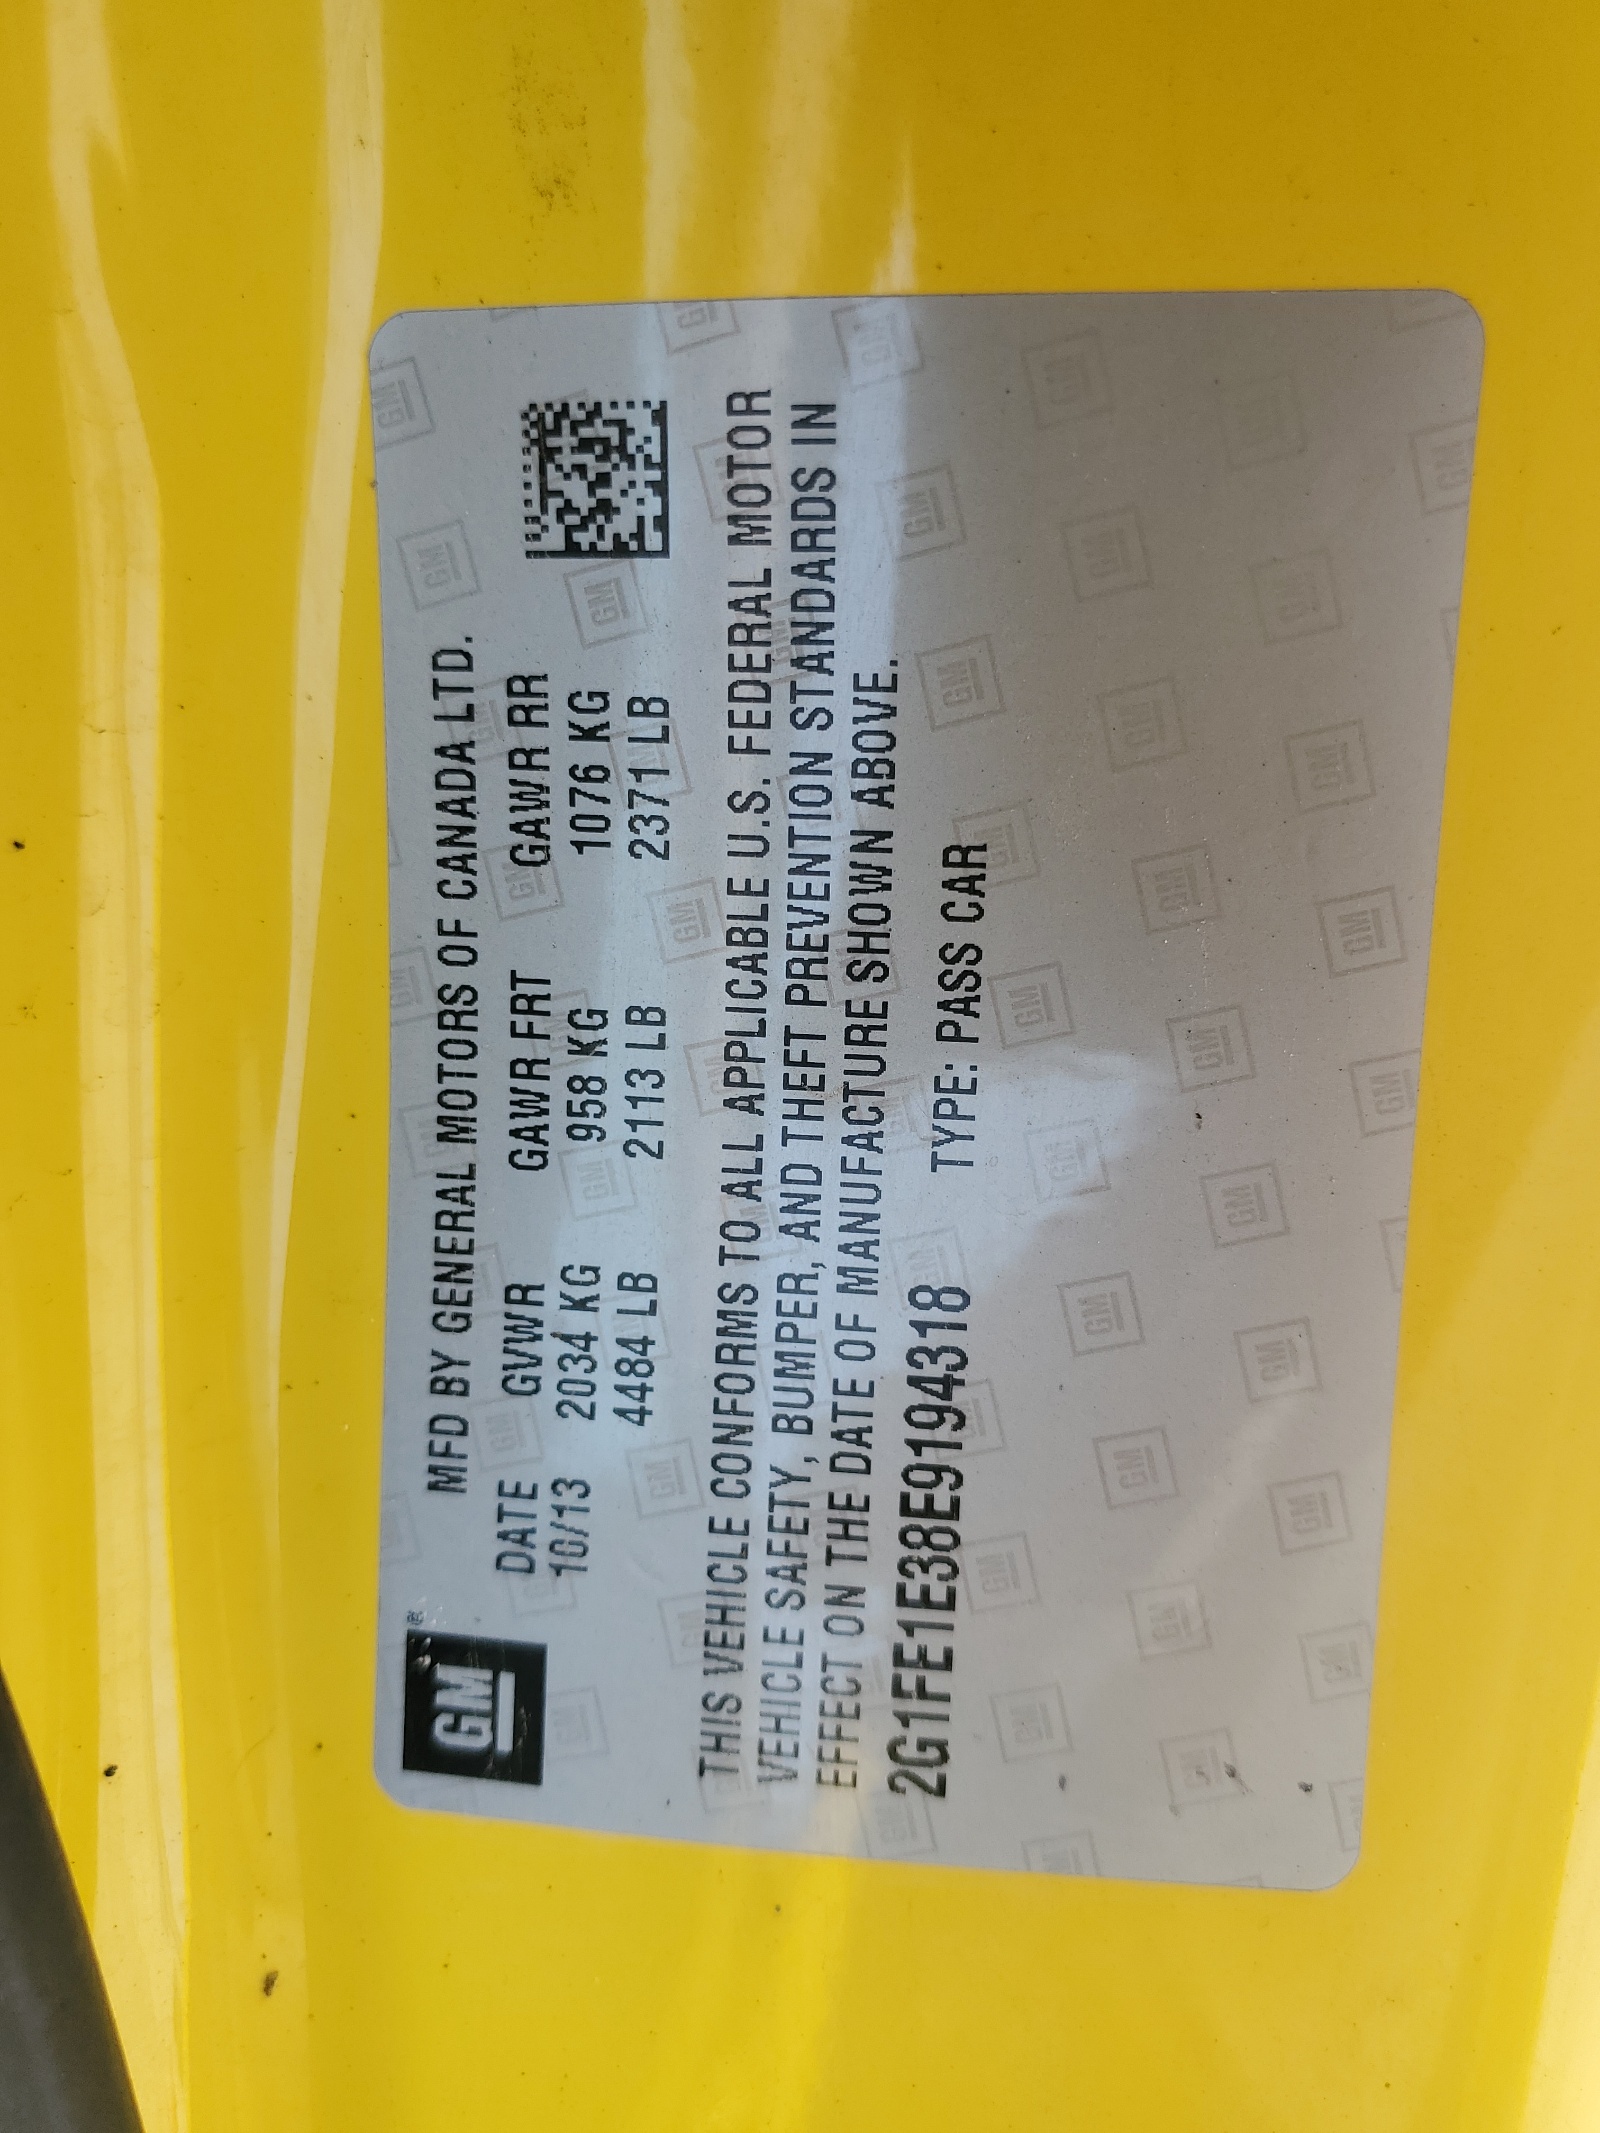 GM®
MFD BY GENERAL MOTORS OF CANADA LTD.
DATE GVWR GAWR FRT GAWR RR
10/13 2034 KG 958 KG 1076 KG
4484 LB 2113 LB 2371 LB
THIS VEHICLE CONFORMS TO ALL APPLICABLE U.S. FEDERAL MOTOR
VEHICLE SAFETY, BUMPER, AND THEFT PREVENTION STANDARDS IN
EFFECT ON THE DATE OF MANUFACTURE SHOWN ABOVE.
2G1FE1E38E9194318 TYPE: PASS CAR